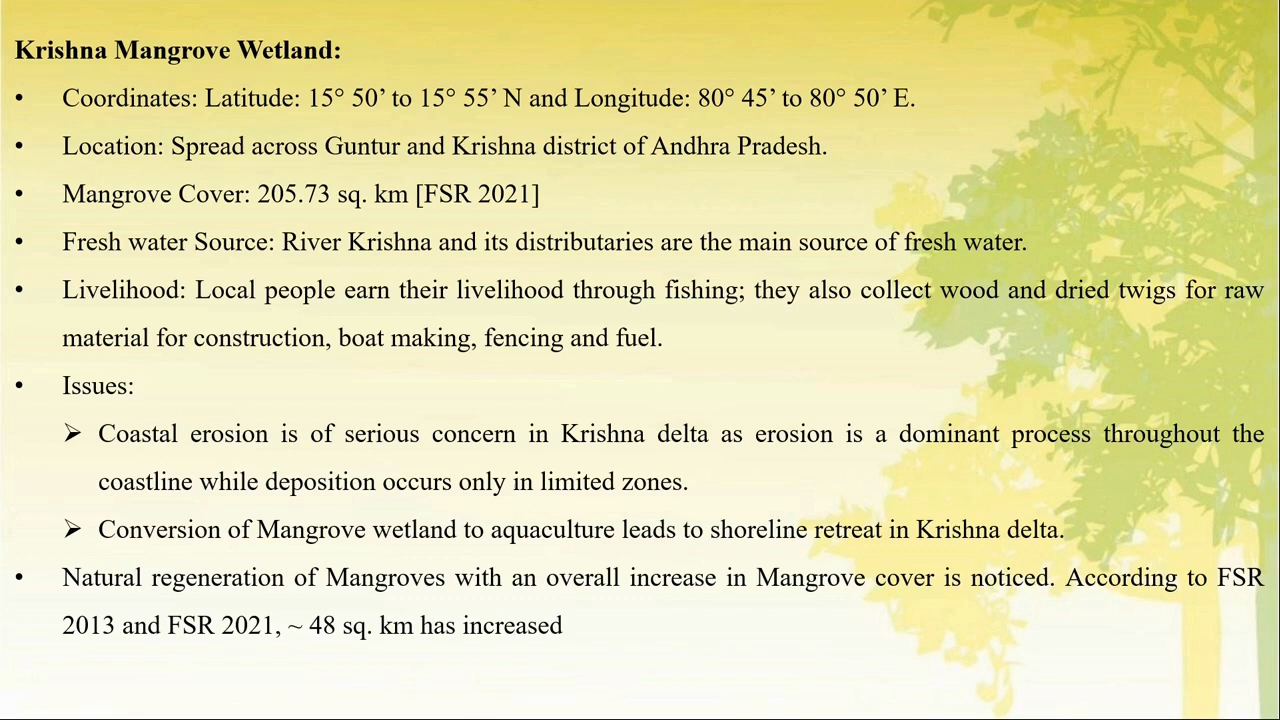 Krishna Mangrove Wetland:
• Coordinates: Latitude: 15° 50’ to 15° 55’ N and Longitude: 80° 45’ to 80° 50’ E.
• Location: Spread across Guntur and Krishna district of Andhra Pradesh.
• Mangrove Cover: 205.73 sq. km [FSR 2021]
• Fresh water Source: River Krishna and its distributaries are the main source of fresh water.
• Livelihood: Local people earn their livelihood through fishing; they also collect wood and dried twigs for raw
material for construction, boat making, fencing and fuel.
• Issues:
➢ Coastal erosion is of serious concern in Krishna delta as erosion is a dominant process throughout the
coastline while deposition occurs only in limited zones.
➢ Conversion of Mangrove wetland to aquaculture leads to shoreline retreat in Krishna delta.
• Natural regeneration of Mangroves with an overall increase in Mangrove cover is noticed. According to FSR
2013 and FSR 2021, ~ 48 sq. km has increased